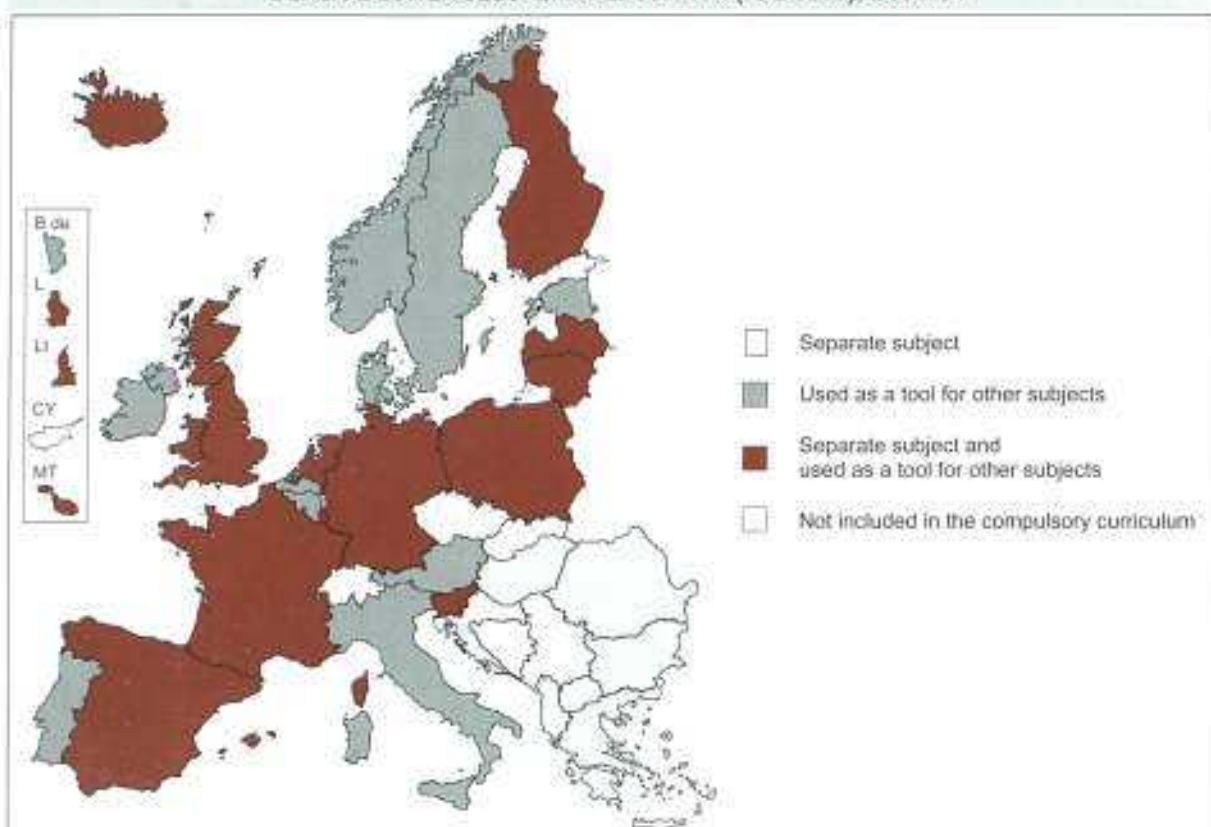 B de
L
LI
CY
MT
Separate subject
Used as a tool for other subjects
Separate subject and
used as a tool for other subjects
Not included in the compulsory curriculum